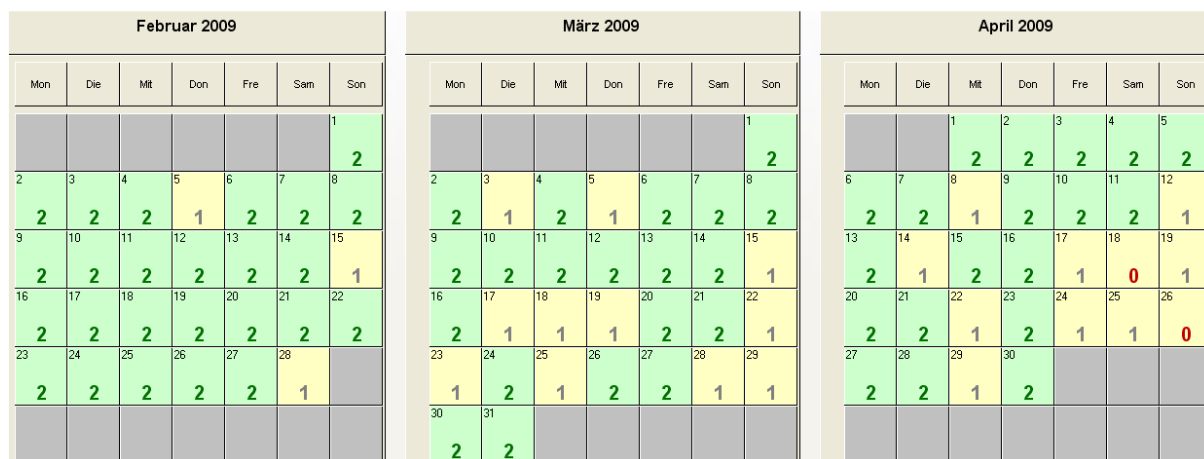 Februar 2009
Mon Die Mit Don Fre Sam Son
1
2
2 3 4 5 6 7 8
2 2 2 1 2 2 2
9 10 11 12 13 14 15
2 2 2 2 2 2 1
16 17 18 19 20 21 22
2 2 2 2 2 2 2
23 24 25 26 27 28
2 2 2 2 2 1
März 2009
Mon Die Mit Don Fre Sam Son
1
2
2 3 4 5 6 7 8
2 1 2 1 2 2 2
9 10 11 12 13 14 15
2 2 2 2 2 2 1
16 17 18 19 20 21 22
2 1 1 1 2 2 1
23 24 25 26 27 28 29
1 2 1 2 2 1 1
30 31
2 2
April 2009
Mon Die Mit Don Fre Sam Son
1 2 3 4 5
2 2 2 2 2
6 7 8 9 10 11 12
2 2 1 2 2 2 1
13 14 15 16 17 18 19
2 1 2 2 1 0 1
20 21 22 23 24 25 26
2 2 1 2 1 1 0
27 28 29 30
2 2 1 2